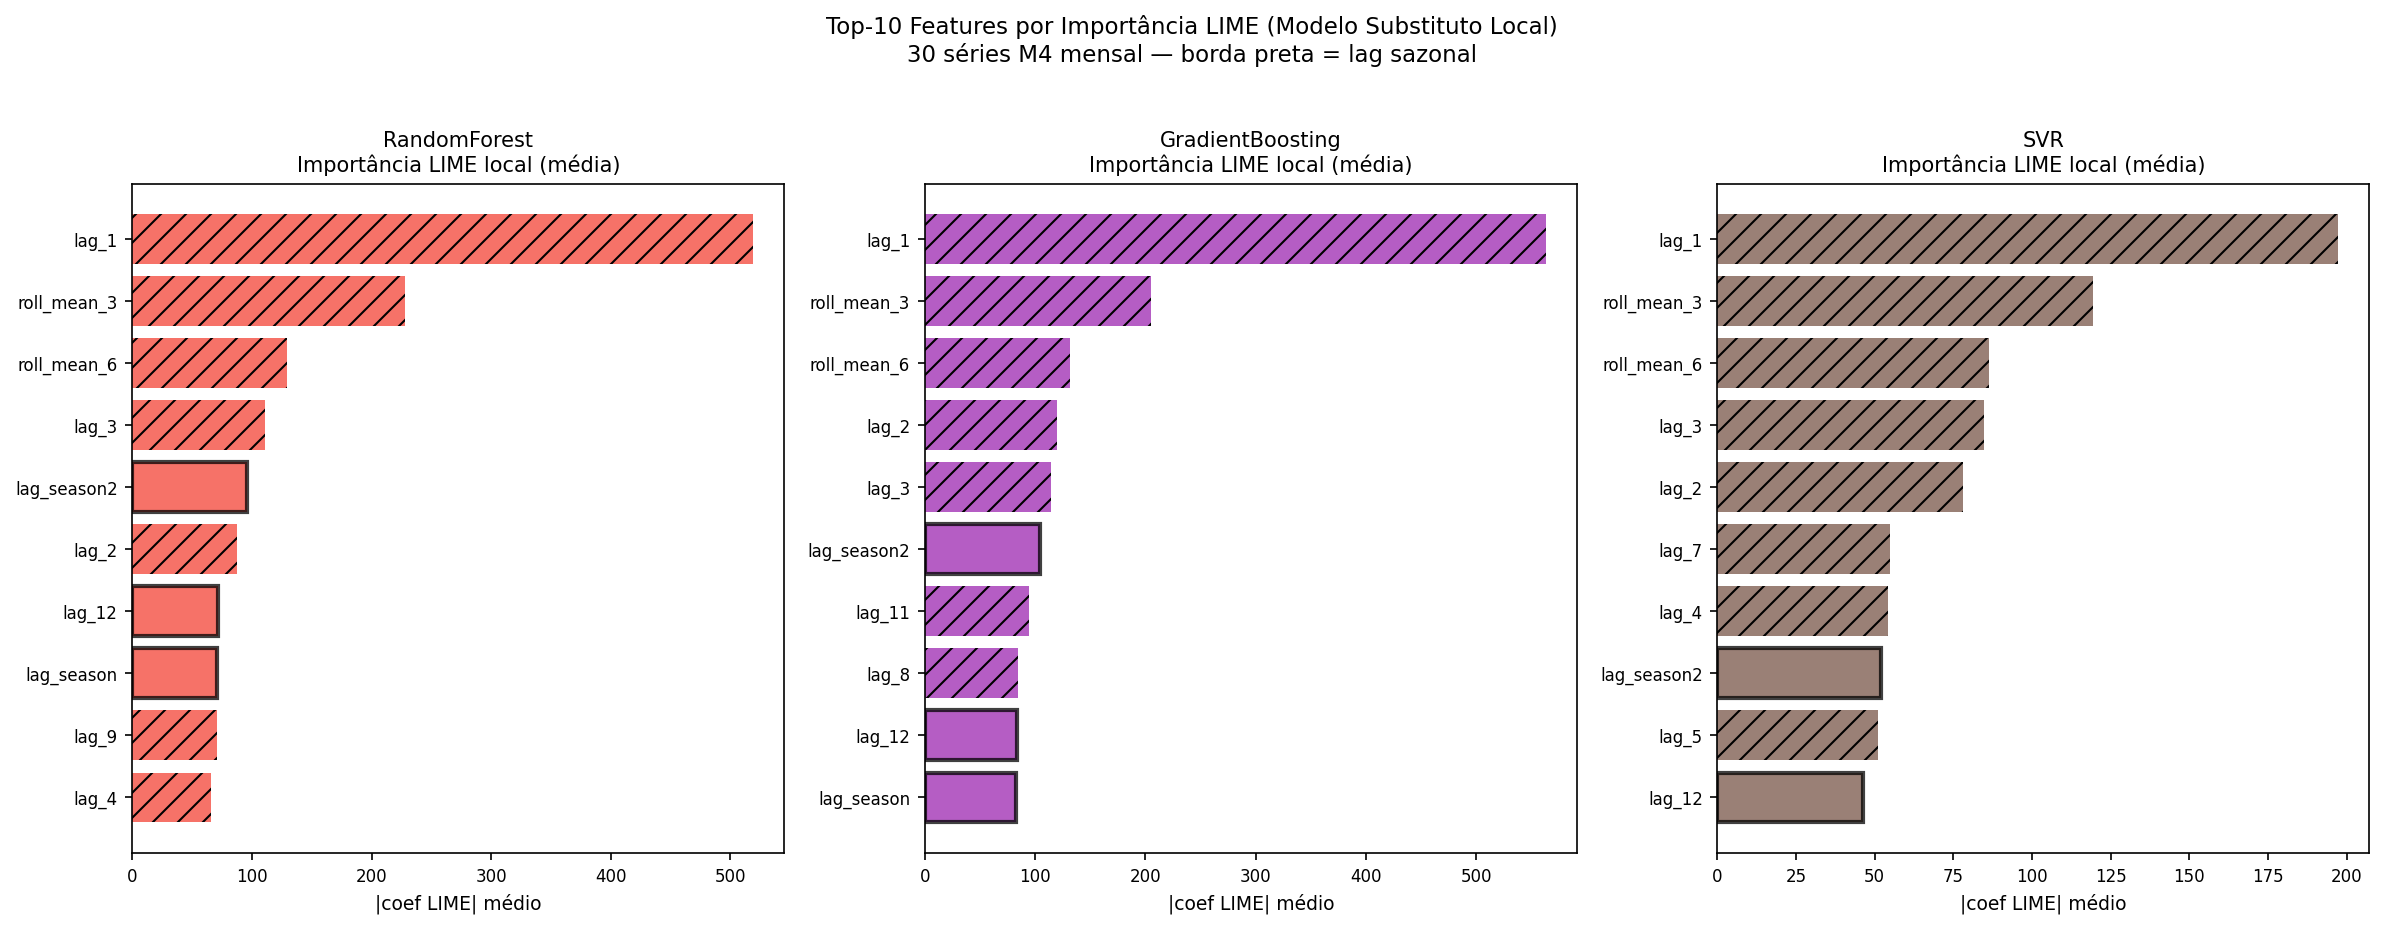 Top-10 Features por Importância LIME (Modelo Substituto Local)
30 séries M4 mensal — borda preta = lag sazonal
RandomForest
Importância LIME local (média)
lag_1
roll_mean_3
roll_mean_6
lag_3
lag_season2
lag_2
lag_12
lag_season
lag_9
lag_4
0 100 200 300 400 500
|coef LIME| médio
GradientBoosting
Importância LIME local (média)
lag_1
roll_mean_3
roll_mean_6
lag_2
lag_3
lag_season2
lag_11
lag_8
lag_12
lag_season
0 100 200 300 400 500
|coef LIME| médio
SVR
Importância LIME local (média)
lag_1
roll_mean_3
roll_mean_6
lag_3
lag_2
lag_7
lag_4
lag_season2
lag_5
lag_12
0 25 50 75 100 125 150 175 200
|coef LIME| médio